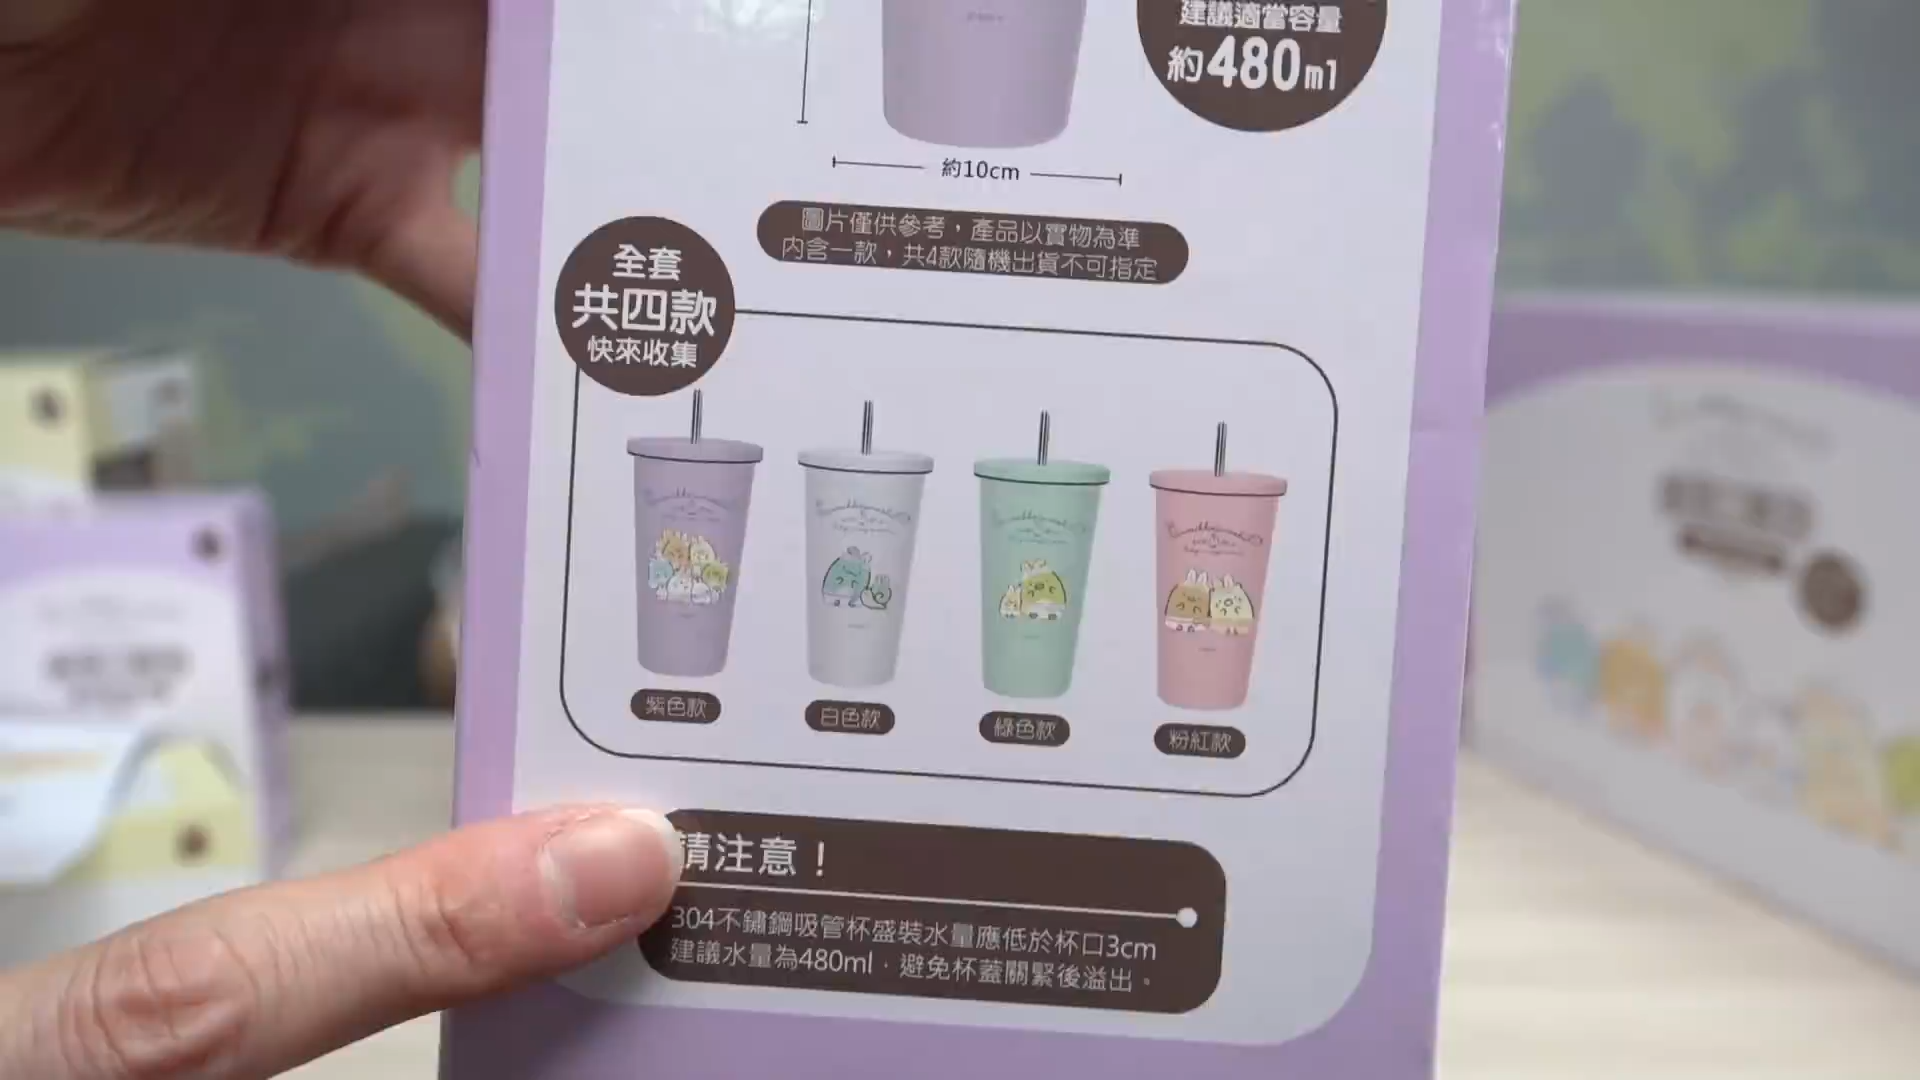 建議適當容量
約480ml
約10cm
圖片僅供參考，產品以實物為準
內含一款，共4款隨機出貨不可指定
全套
共四款
快來收集
紫色款
白色款
綠色款
粉紅款
請注意！
304不鏽鋼吸管杯盛裝水量應低於杯口3cm
建議水量為480ml．避免杯蓋關緊後溢出。